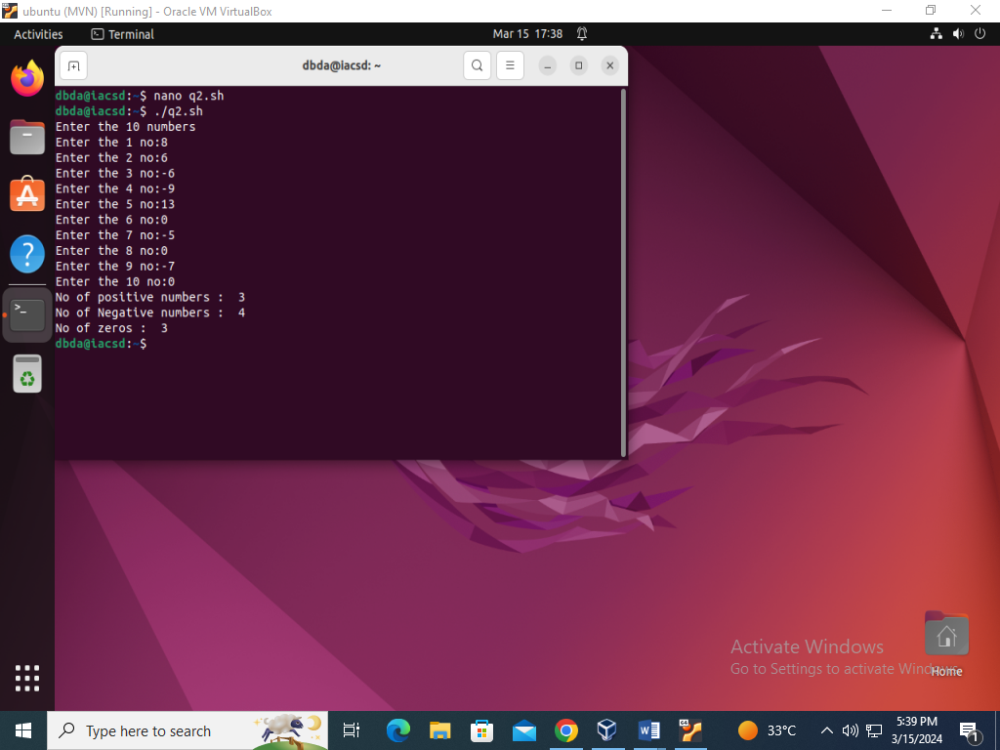 ubuntu (MVN) [Running] - Oracle VM VirtualBox
Activities Terminal Mar 15 17:38
dbda@iacsd: ~
dbda@iacsd:~$ nano q2.sh
dbda@iacsd:~$ ./q2.sh
Enter the 10 numbers
Enter the 1 no:8
Enter the 2 no:6
Enter the 3 no:-6
Enter the 4 no:-9
Enter the 5 no:13
Enter the 6 no:0
Enter the 7 no:-5
Enter the 8 no:0
Enter the 9 no:-7
Enter the 10 no:0
No of positive numbers :  3
No of Negative numbers :  4
No of zeros :  3
dbda@iacsd:~$
Activate Windows
Go to Settings to activate Windows.
Home
Type here to search 33°C 5:39 PM
3/15/2024
1